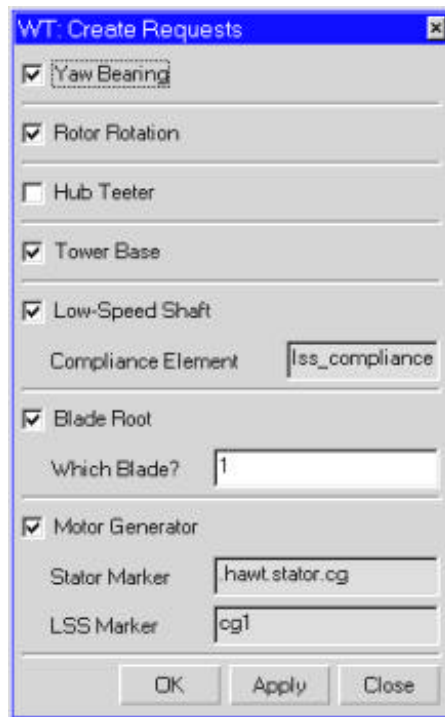 WT: Create Requests
Yaw Bearing
Rotor Rotation
Hub Teeter
Tower Base
Low-Speed Shaft
Compliance Element lss_compliance
Blade Root
Which Blade? 1
Motor Generator
Stator Marker .hawt.stator.cg
LSS Marker cg1
OK Apply Close